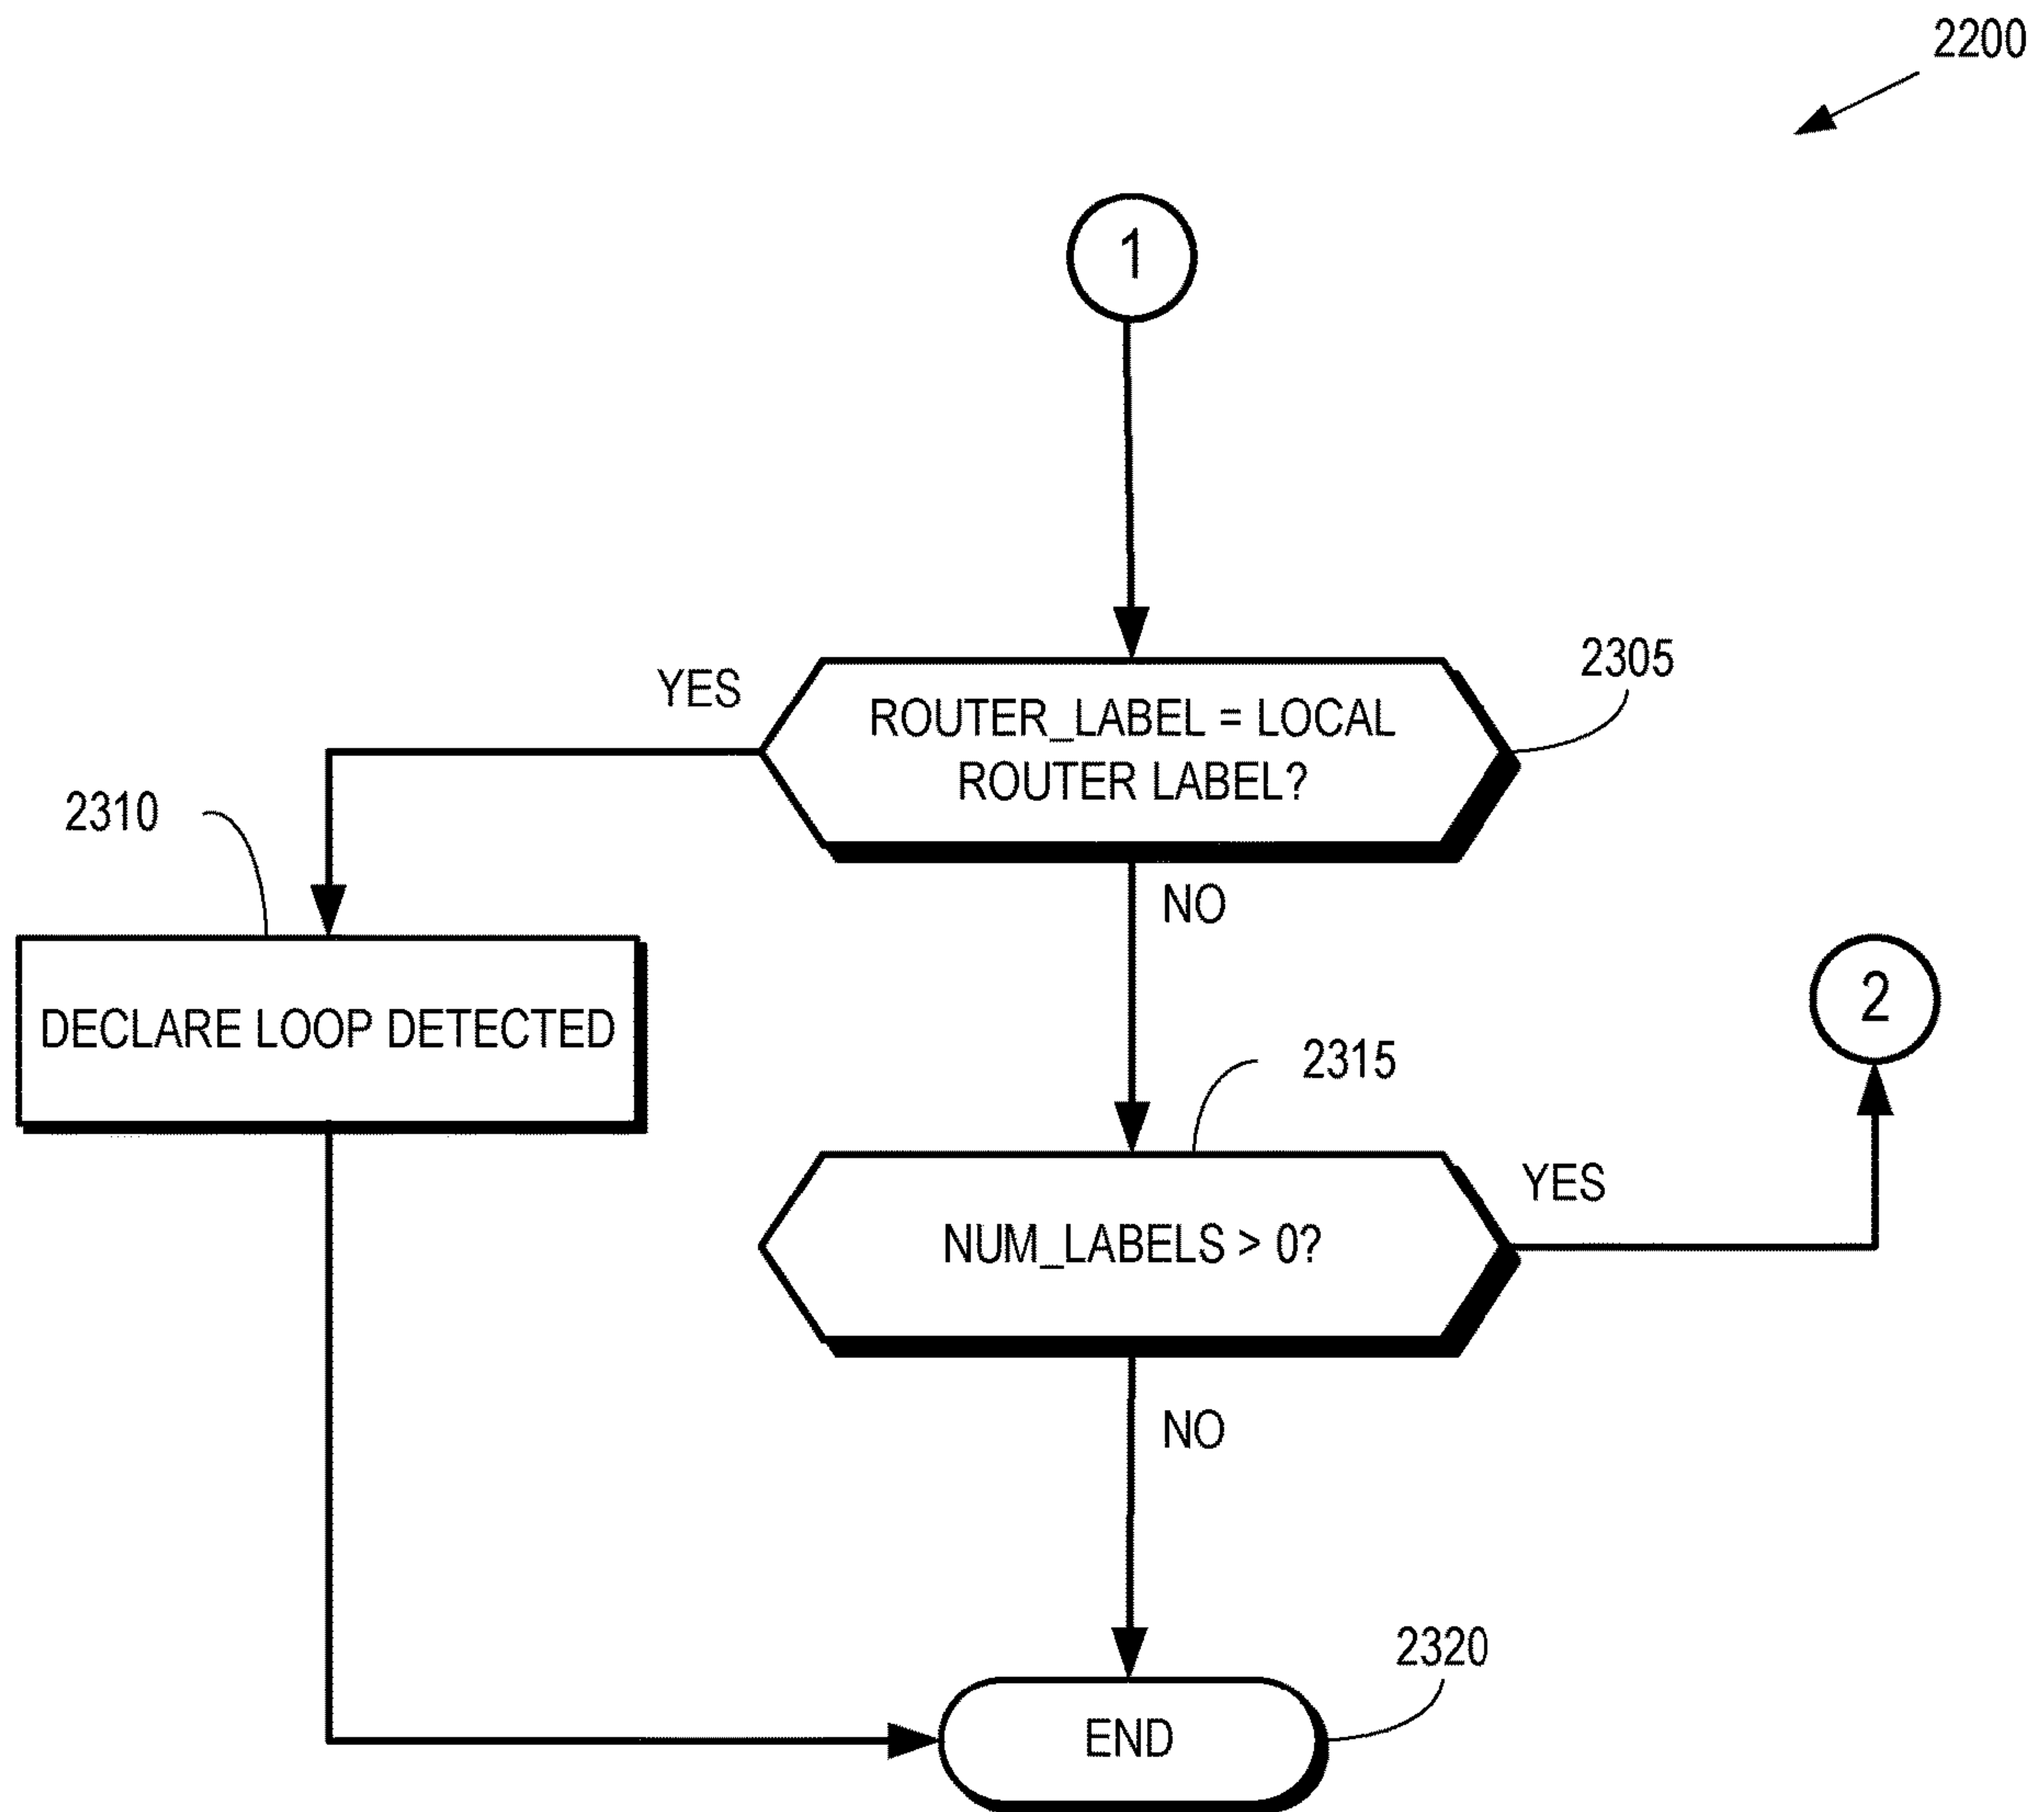 2200
1
2305
YES
ROUTER_LABEL = LOCAL
ROUTER LABEL?
2310
NO
DECLARE LOOP DETECTED
2
2315
YES
NUM_LABELS > 0?
NO
2320
END